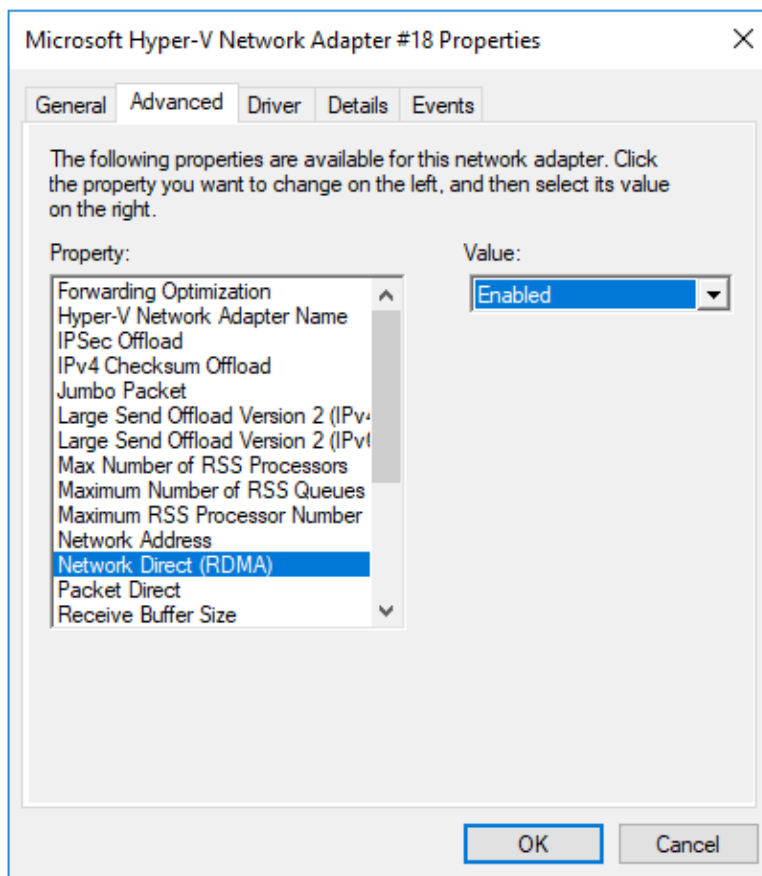 Microsoft Hyper-V Network Adapter #18 Properties
General Advanced Driver Details Events
The following properties are available for this network adapter. Click
the property you want to change on the left, and then select its value
on the right.
Property: Value:
Forwarding Optimization Enabled
Hyper-V Network Adapter Name
IPSec Offload
IPv4 Checksum Offload
Jumbo Packet
Large Send Offload Version 2 (IPv4
Large Send Offload Version 2 (IPv6
Max Number of RSS Processors
Maximum Number of RSS Queues
Maximum RSS Processor Number
Network Address
Network Direct (RDMA)
Packet Direct
Receive Buffer Size
OK Cancel